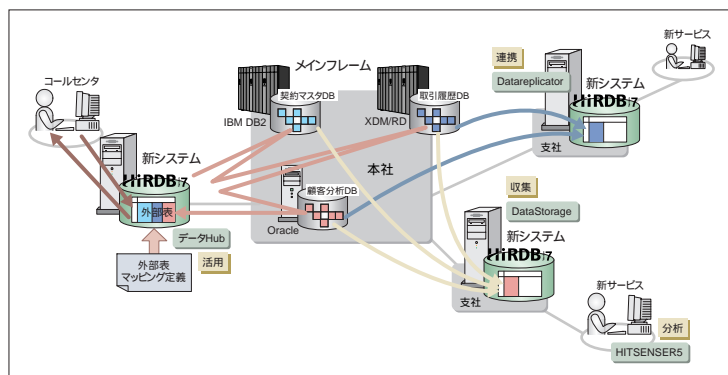 コールセンタ
新システム
HiRDB j7
外部表
データHub
活用
外部表
マッピング定義
メインフレーム
契約マスタDB
IBM DB2
取引履歴DB
XDM/RD
本社
顧客分析DB
Oracle
連携
Datareplicator
新システム
HiRDB j7
支社
新サービス
収集
DataStorage
新システム
HiRDB j7
支社
新サービス
分析
HITSENSER5